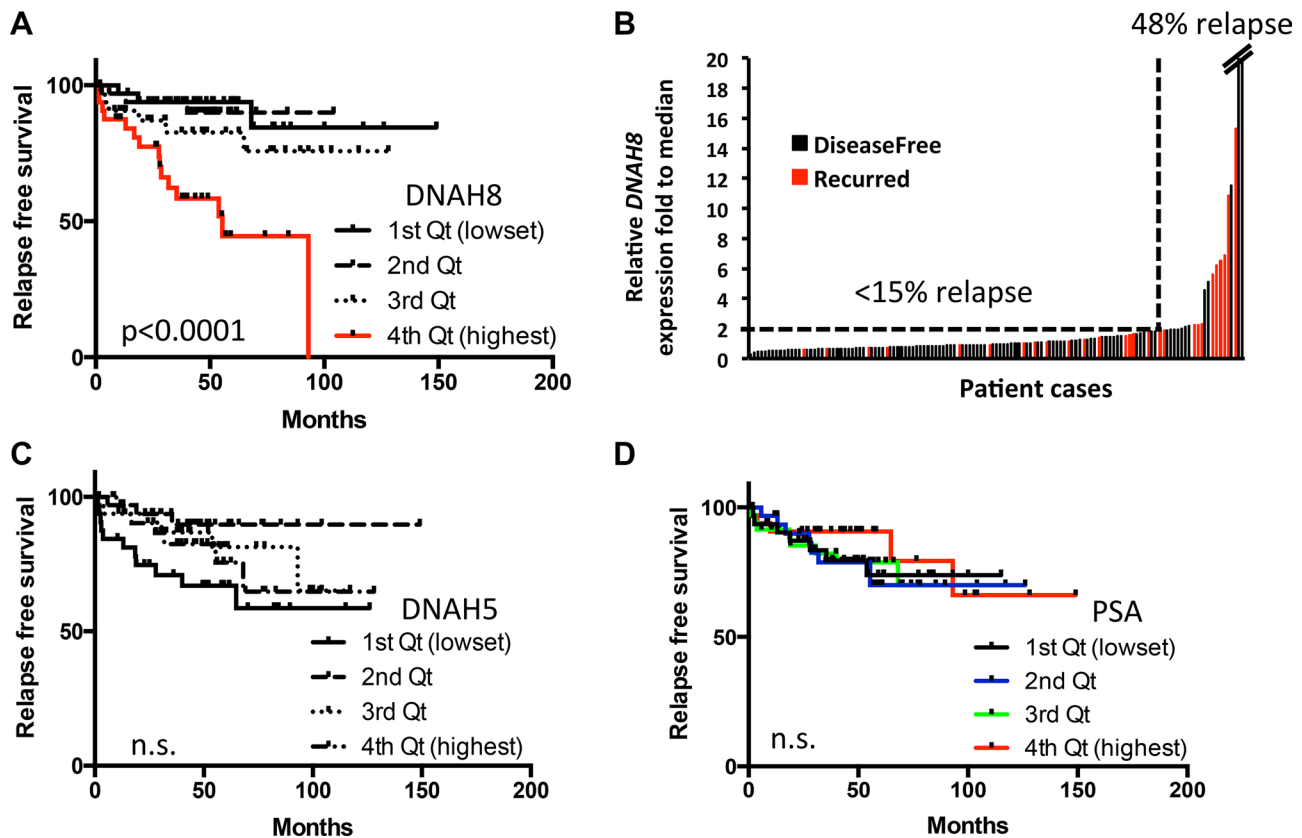 A
Relapse free survival
100
50
0
0 50 100 150 200
Months
DNAH8
1st Qt (lowset)
2nd Qt
3rd Qt
4th Qt (highest)
p<0.0001
B
48% relapse
Relative DNAH8
expression fold to median
20
18
16
14
12
10
8
6
4
2
0
DiseaseFree
Recurred
<15% relapse
Patient cases
C
Relapse free survival
100
50
0
0 50 100 150 200
Months
DNAH5
1st Qt (lowset)
2nd Qt
3rd Qt
4th Qt (highest)
n.s.
D
Relapse free survival
100
50
0
0 50 100 150 200
Months
PSA
1st Qt (lowset)
2nd Qt
3rd Qt
4th Qt (highest)
n.s.